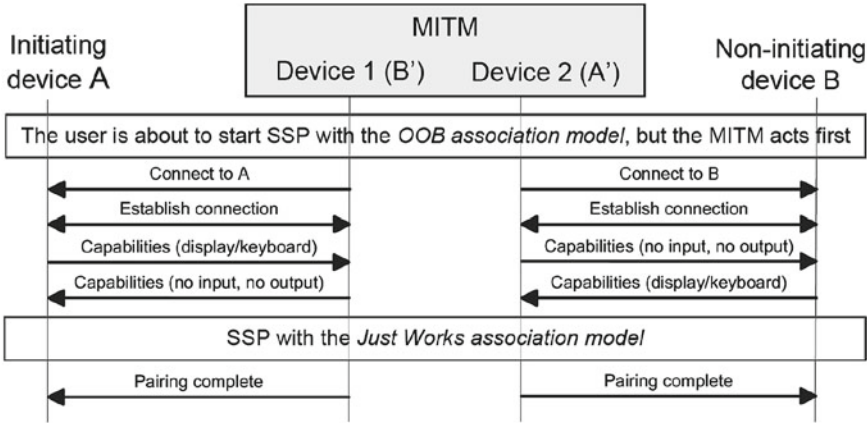 MITM
Initiating
device A
Device 1 (B')
Device 2 (A')
Non-initiating
device B
The user is about to start SSP with the OOB association model, but the MITM acts first
Connect to A
Connect to B
Establish connection
Establish connection
Capabilities (display/keyboard)
Capabilities (no input, no output)
Capabilities (no input, no output)
Capabilities (display/keyboard)
SSP with the Just Works association model
Pairing complete
Pairing complete